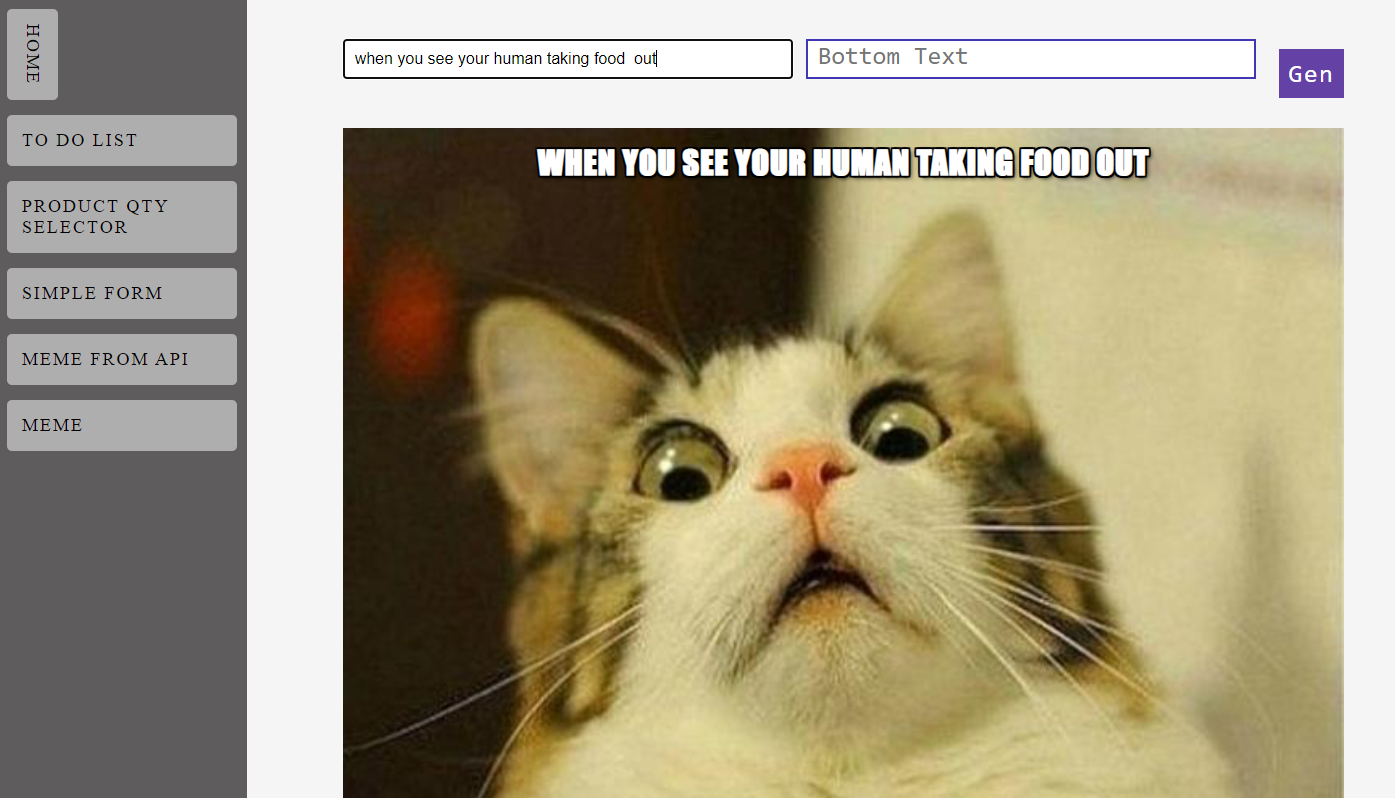 HOME
TO DO LIST
PRODUCT QTY
SELECTOR
SIMPLE FORM
MEME FROM API
MEME
when you see your human taking food  out
Bottom Text
Gen
WHEN YOU SEE YOUR HUMAN TAKING FOOD OUT